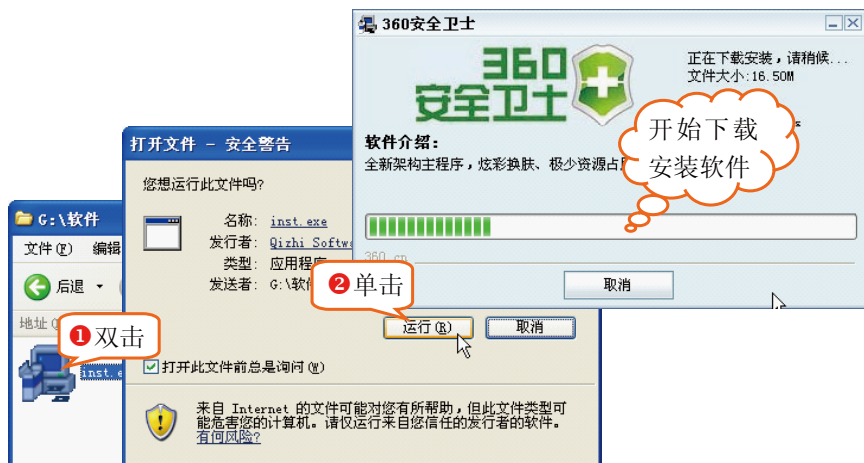 360安全卫士
正在下载安装，请稍候...
文件大小:16.50M
360
安全卫士
开始下载
安装软件
软件介绍：
全新架构主程序，炫彩换肤、极少资源占
360.cn
取消
打开文件 - 安全警告
您想运行此文件吗?
名称: inst.exe
发行者: Qizhi Softw
类型: 应用程序
发送者: G:\软件
❷单击
运行(R)
取消
打开此文件前总是询问(W)
来自 Internet 的文件可能对您有所帮助，但此文件类型可
能危害您的计算机。请仅运行来自您信任的发行者的软件。
有何风险?
G:\软件
文件(F) 编辑
后退
地址
❶双击
inst.e